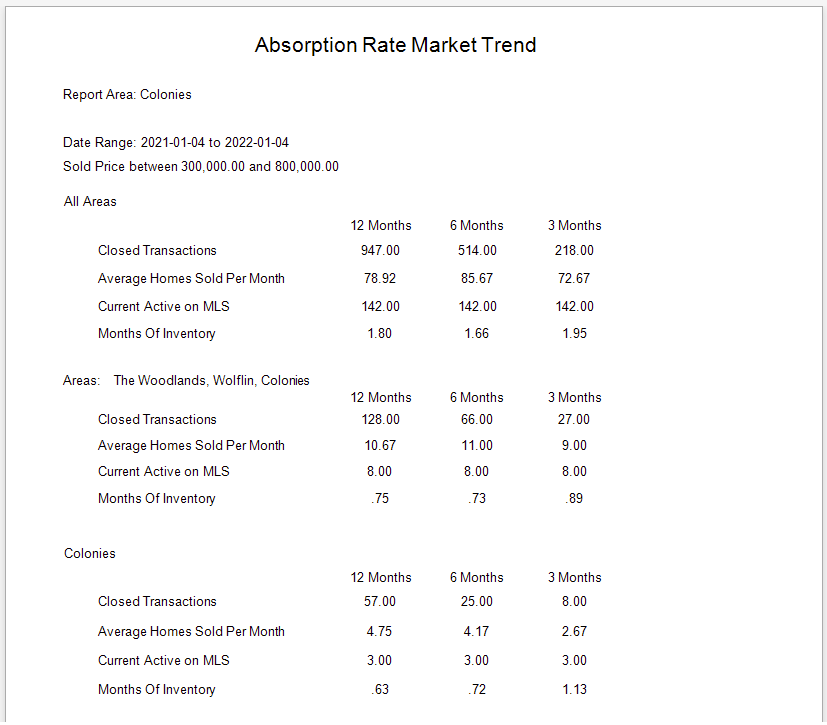 Absorption Rate Market Trend
Report Area: Colonies
Date Range: 2021-01-04 to 2022-01-04
Sold Price between 300,000.00 and 800,000.00
All Areas
12 Months 6 Months 3 Months
Closed Transactions 947.00 514.00 218.00
Average Homes Sold Per Month 78.92 85.67 72.67
Current Active on MLS 142.00 142.00 142.00
Months Of Inventory 1.80 1.66 1.95
Areas: The Woodlands, Wolflin, Colonies
12 Months 6 Months 3 Months
Closed Transactions 128.00 66.00 27.00
Average Homes Sold Per Month 10.67 11.00 9.00
Current Active on MLS 8.00 8.00 8.00
Months Of Inventory .75 .73 .89
Colonies
12 Months 6 Months 3 Months
Closed Transactions 57.00 25.00 8.00
Average Homes Sold Per Month 4.75 4.17 2.67
Current Active on MLS 3.00 3.00 3.00
Months Of Inventory .63 .72 1.13